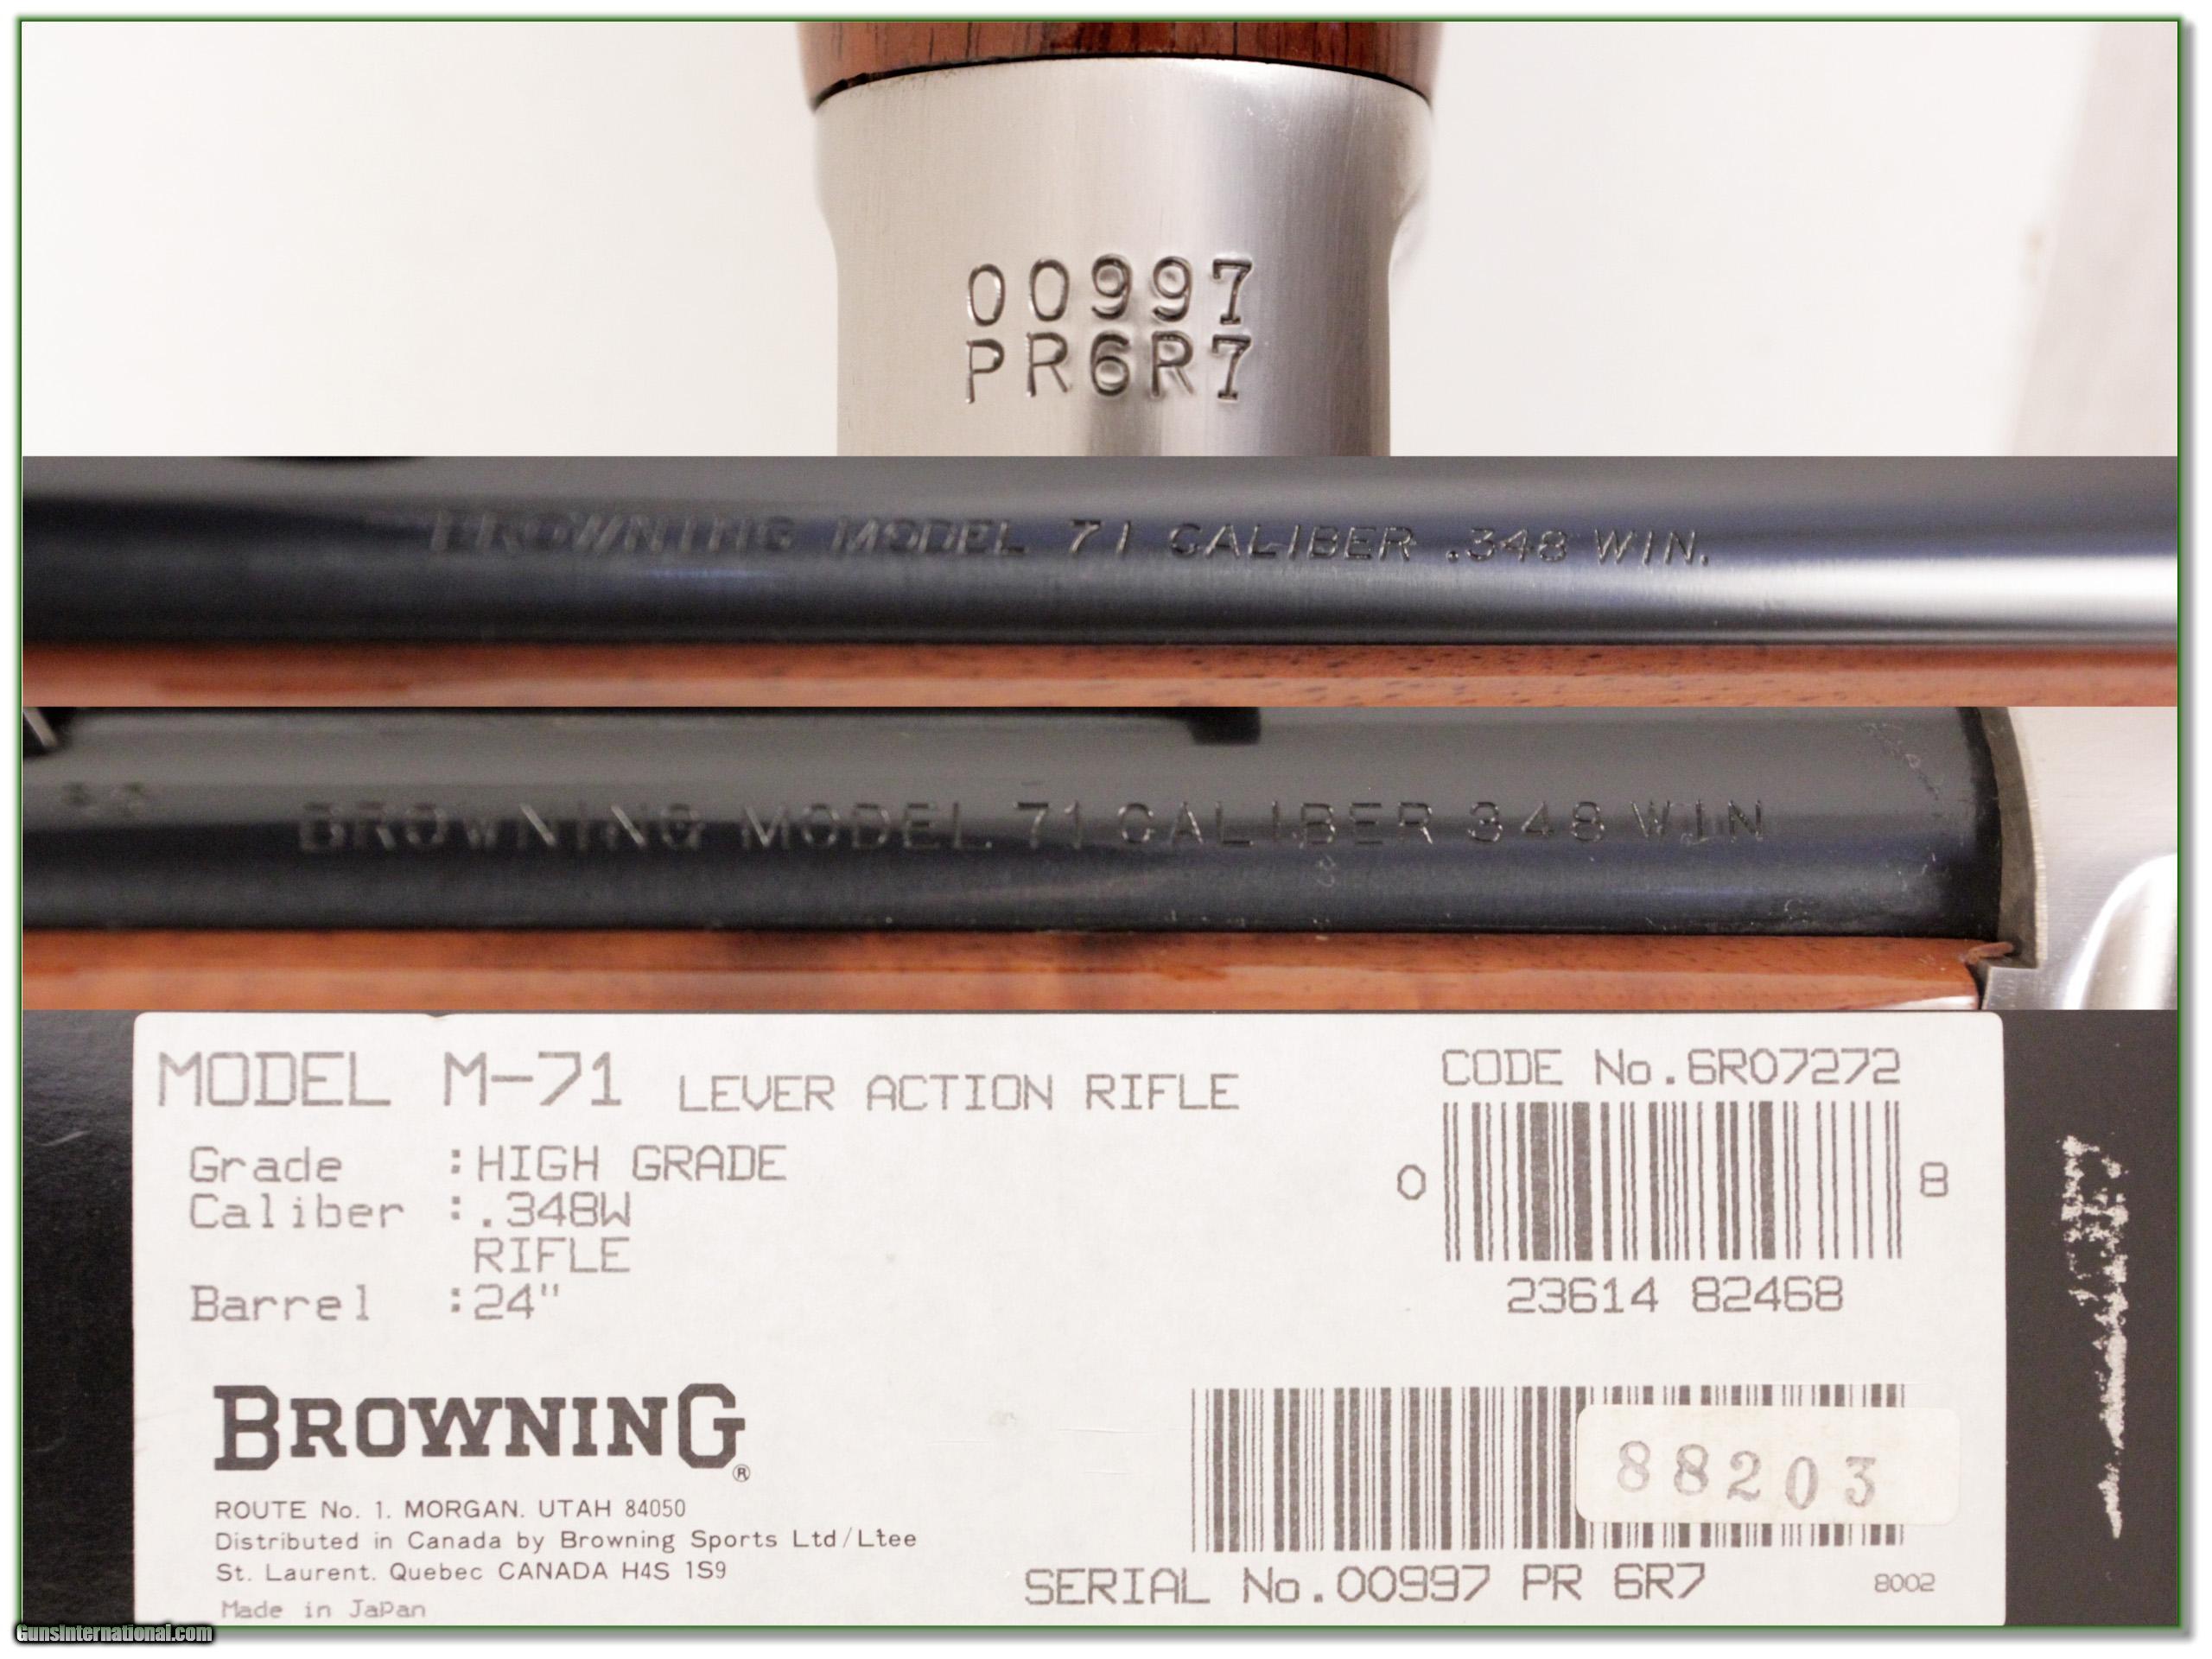 00997
PR6R7
BROWNING MODEL 71 CALIBER .348 WIN.
BROWNING MODEL 71 CALIBER 348 WIN
MODEL M-71 LEVER ACTION RIFLE
CODE No.6R07272
Grade :HIGH GRADE
Caliber :.348W
RIFLE
Barrel :24"
0 8
23614 82468
BROWNING®
88203
ROUTE No. 1. MORGAN. UTAH 84050
Distributed in Canada by Browning Sports Ltd/Ltee
St. Laurent. Quebec CANADA H4S 1S9
Made in JaPan
SERIAL No.00997 PR 6R7
8002
GunsInternational.com